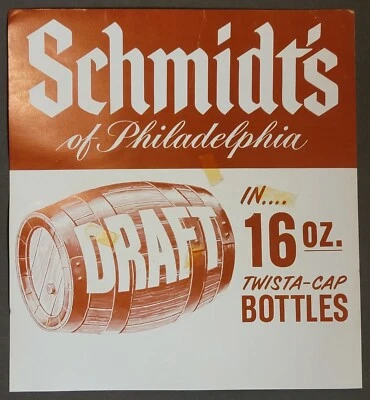 Schmidt's
of Philadelphia
DRAFT
IN....
16 oz.
TWISTA-CAP
BOTTLES